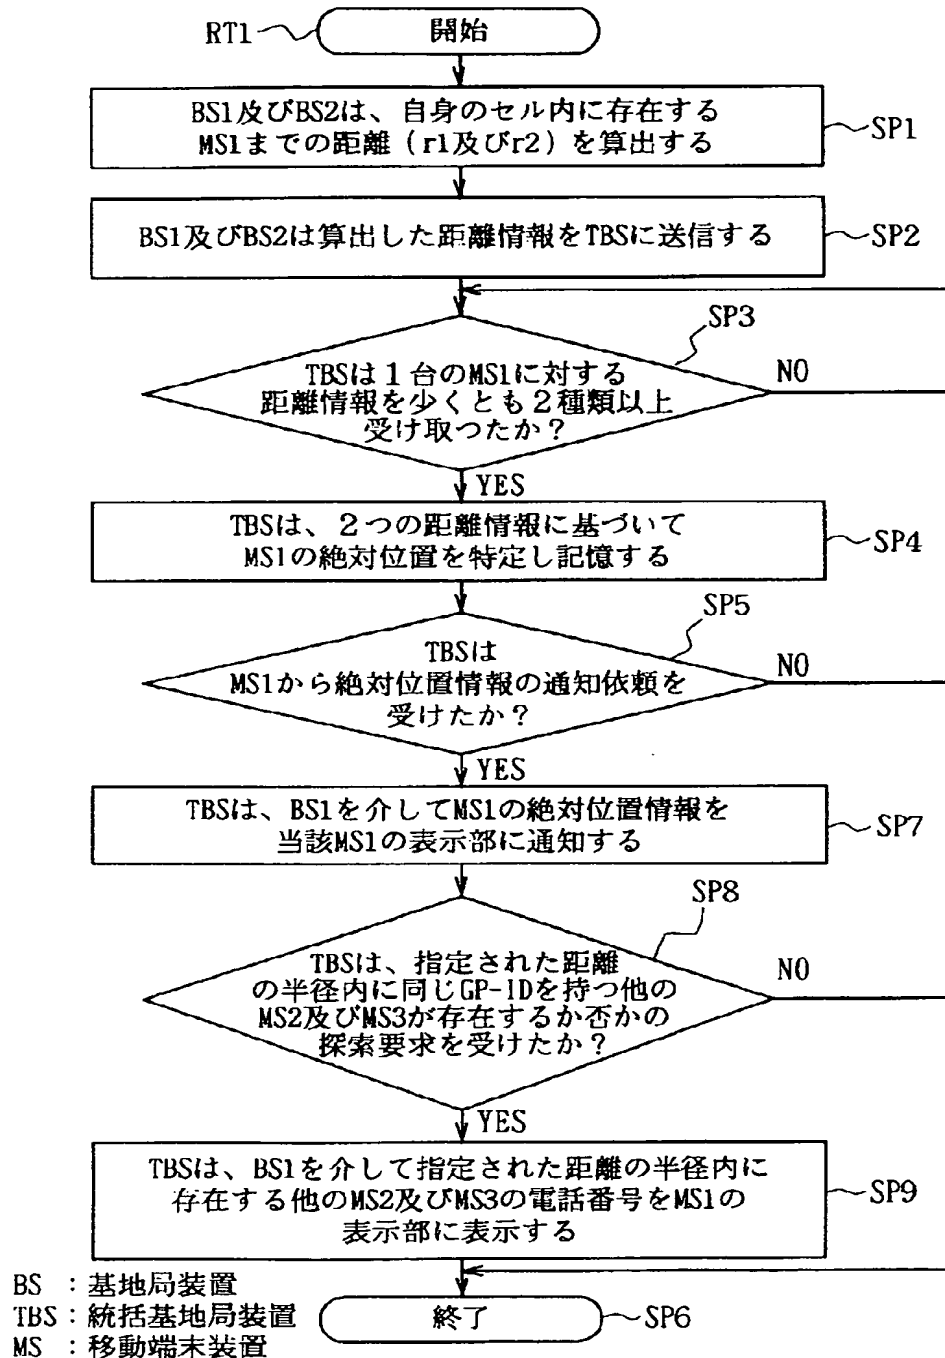 RT1
開始
BS1及びBS2は、自身のセル内に存在する
MS1までの距離(r1及びr2)を算出する
SP1
BS1及びBS2は算出した距離情報をTBSに送信する
SP2
SP3
TBSは1台のMS1に対する
距離情報を少くとも2種類以上
受け取つたか?
NO
YES
TBSは、2つの距離情報に基づいて
MS1の絶対位置を特定し記憶する
SP4
SP5
TBSは
MS1から絶対位置情報の通知依頼を
受けたか?
NO
YES
TBSは、BS1を介してMS1の絶対位置情報を
当該MS1の表示部に通知する
SP7
SP8
TBSは、指定された距離
の半径内に同じGP-IDを持つ他の
MS2及びMS3が存在するか否かの
探索要求を受けたか?
NO
YES
TBSは、BS1を介して指定された距離の半径内に
存在する他のMS2及びMS3の電話番号をMS1の
表示部に表示する
SP9
BS :基地局装置
TBS:統括基地局装置
MS :移動端末装置
終了
SP6